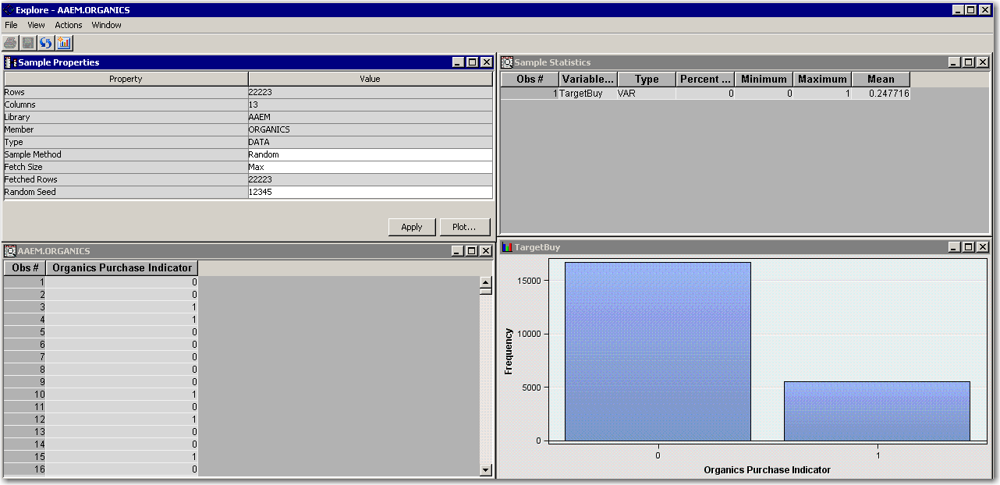 Explore - AAEM.ORGANICS
File View Actions Window
Sample Properties
Property Value
Rows 22223
Columns 13
Library AAEM
Member ORGANICS
Type DATA
Sample Method Random
Fetch Size Max
Fetched Rows 22223
Random Seed 12345
Apply Plot...
Sample Statistics
Obs # Variable... Type Percent ... Minimum Maximum Mean
1 TargetBuy VAR 0 0 1 0.247716
AAEM.ORGANICS
Obs # Organics Purchase Indicator
1 0
2 0
3 1
4 1
5 0
6 0
7 0
8 0
9 0
10 1
11 0
12 1
13 0
14 0
15 1
16 0
TargetBuy
Frequency
15000
10000
5000
0
0 1
Organics Purchase Indicator